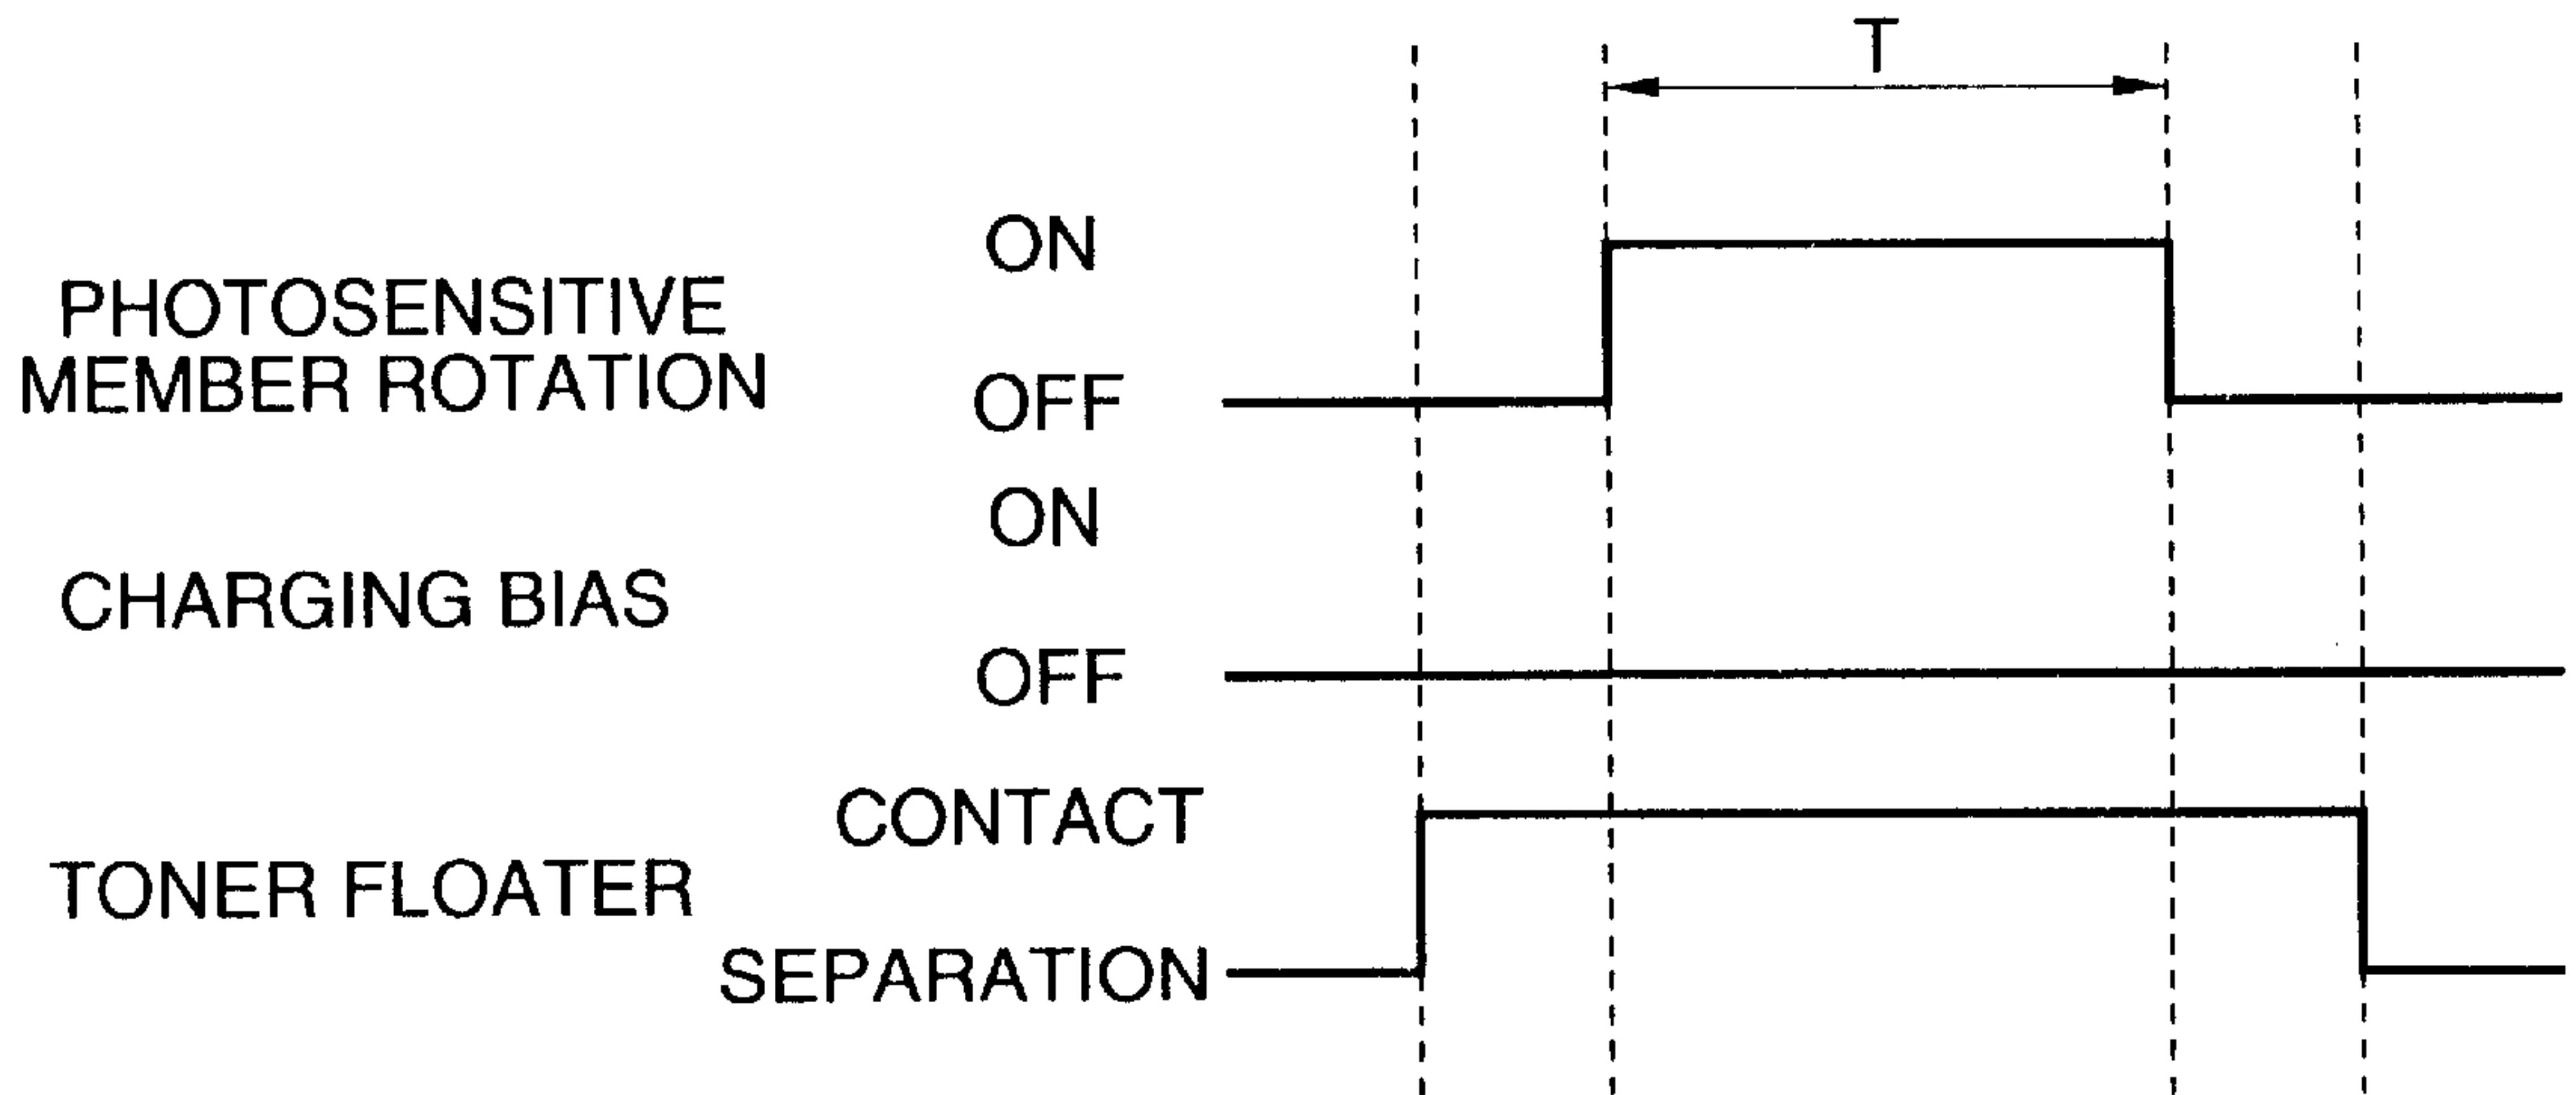 T
ON
PHOTOSENSITIVE
MEMBER ROTATION
OFF
ON
CHARGING BIAS
OFF
CONTACT
TONER FLOATER
SEPARATION